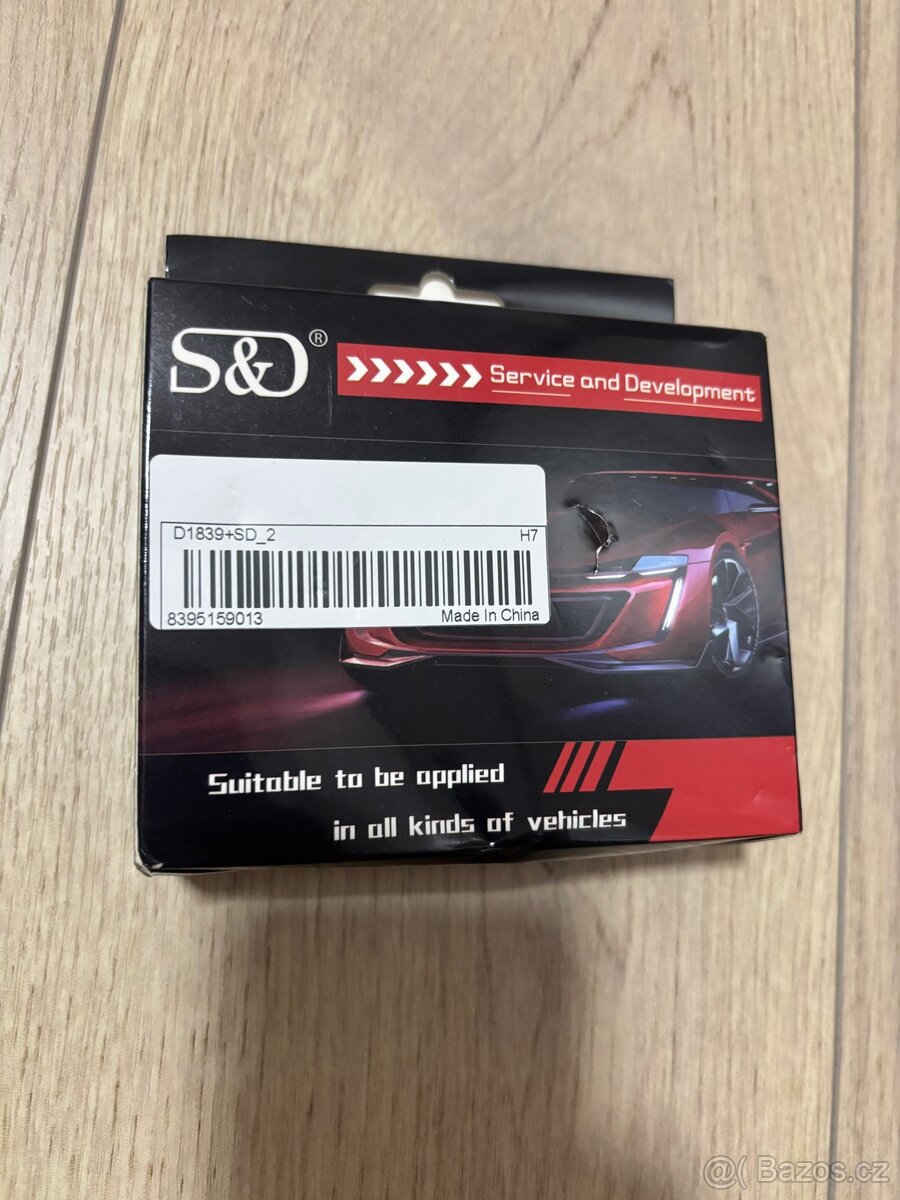 S&D®
Service and Development
D1839+SD_2 H7
8395159013 Made In China
Suitable to be applied
in all kinds of vehicles
@( Bazos.cz